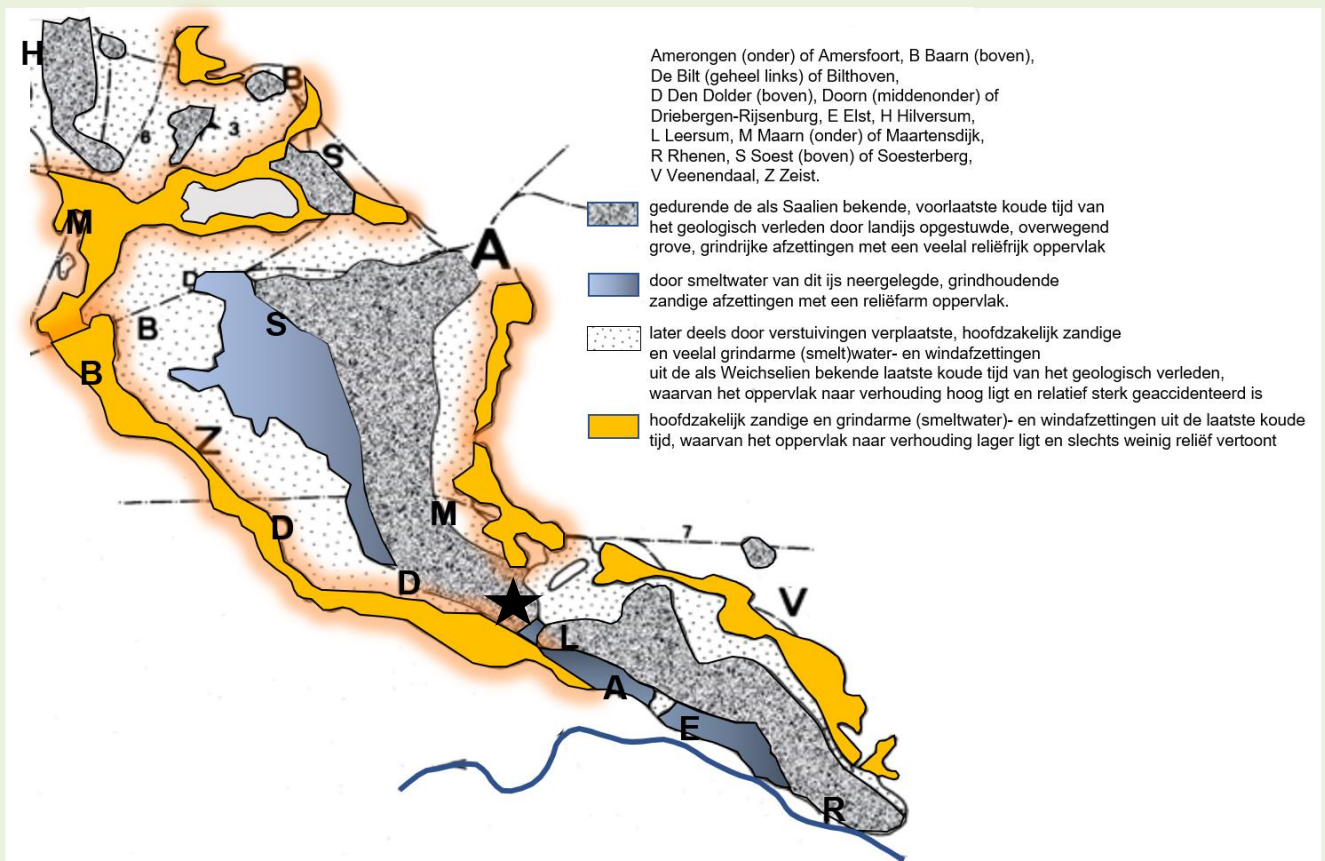 Amerongen (onder) of Amersfoort, B Baarn (boven),
De Bilt (geheel links) of Bilthoven,
D Den Dolder (boven), Doorn (middenonder) of
Driebergen-Rijsenburg, E Elst, H Hilversum,
L Leersum, M Maarn (onder) of Maartensdijk,
R Rhenen, S Soest (boven) of Soesterberg,
V Veenendaal, Z Zeist.
gedurende de als Saalien bekende, voorlaatste koude tijd van
het geologisch verleden door landijs opgestuwde, overwegend
grove, grindrijke afzettingen met een veelal reliëfrijk oppervlak
door smeltwater van dit ijs neergelegde, grindhoudende
zandige afzettingen met een reliëfarm oppervlak.
later deels door verstuivingen verplaatste, hoofdzakelijk zandige
en veelal grindarme (smelt)water- en windafzettingen
uit de als Weichselien bekende laatste koude tijd van het geologisch verleden,
waarvan het oppervlak naar verhouding hoog ligt en relatief sterk geaccidenteerd is
hoofdzakelijk zandige en grindarme (smeltwater)- en windafzettingen uit de laatste koude
tijd, waarvan het oppervlak naar verhouding lager ligt en slechts weinig reliëf vertoont
H
B
6
3
S
M
A
D
S
B
B
Z
M
D
7
D
V
L
A
E
R